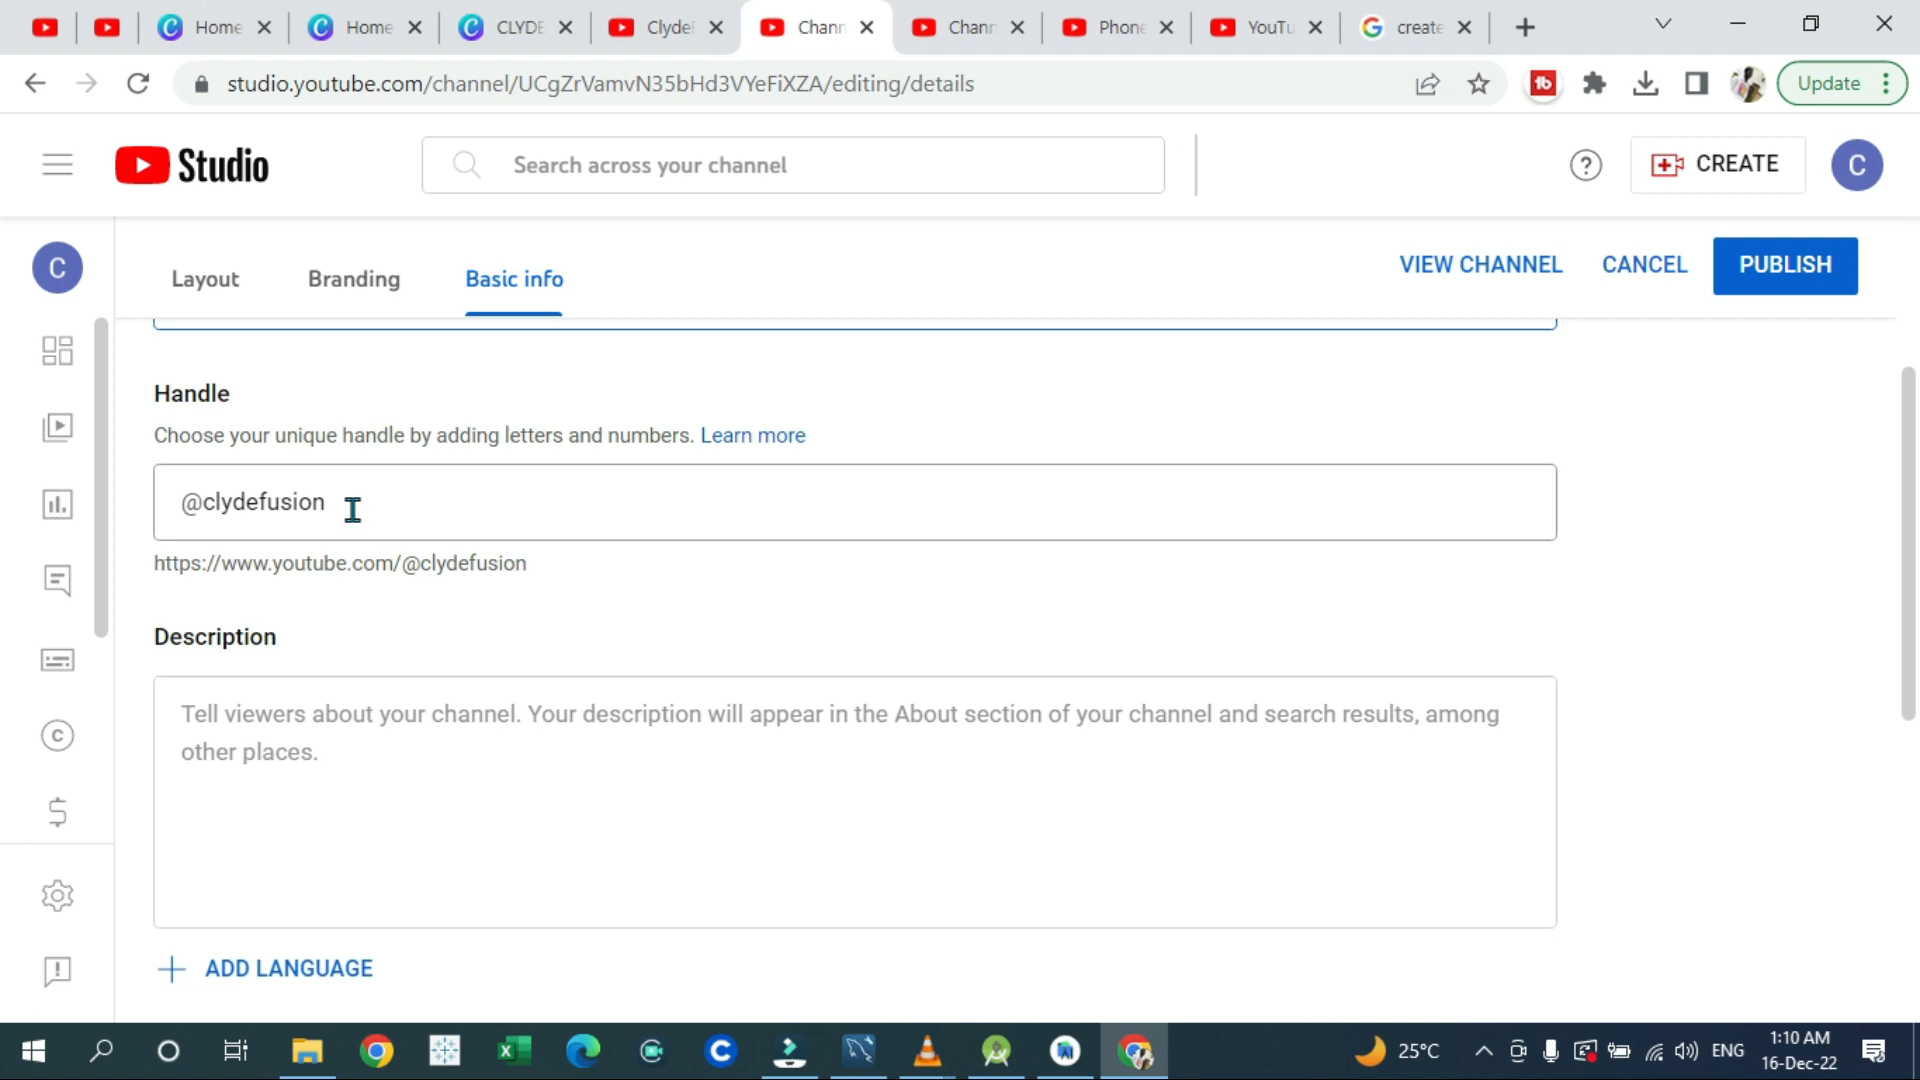 Home
Home
CLYDE
Clyde
Chann
Chann
Phone
YouTu
create
studio.youtube.com/channel/UCgZrVamvN35bHd3VYeFiXZA/editing/details
Update
Studio
Search across your channel
CREATE
C
C
Layout
Branding
Basic info
VIEW CHANNEL
CANCEL
PUBLISH
Handle
Choose your unique handle by adding letters and numbers. Learn more
@clydefusion
https://www.youtube.com/@clydefusion
Description
Tell viewers about your channel. Your description will appear in the About section of your channel and search results, among
other places.
ADD LANGUAGE
25°C
ENG
1:10 AM
16-Dec-22